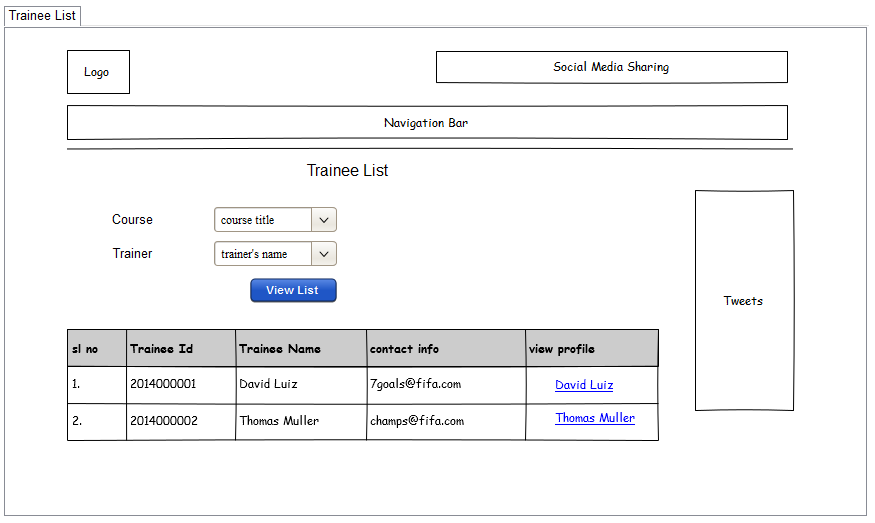 Trainee List
Logo
Social Media Sharing
Navigation Bar
Trainee List
Course course title
Trainer trainer's name
View List
Tweets
sl no Trainee Id Trainee Name contact info view profile
1. 2014000001 David Luiz 7goals@fifa.com David Luiz
2. 2014000002 Thomas Muller champs@fifa.com Thomas Muller